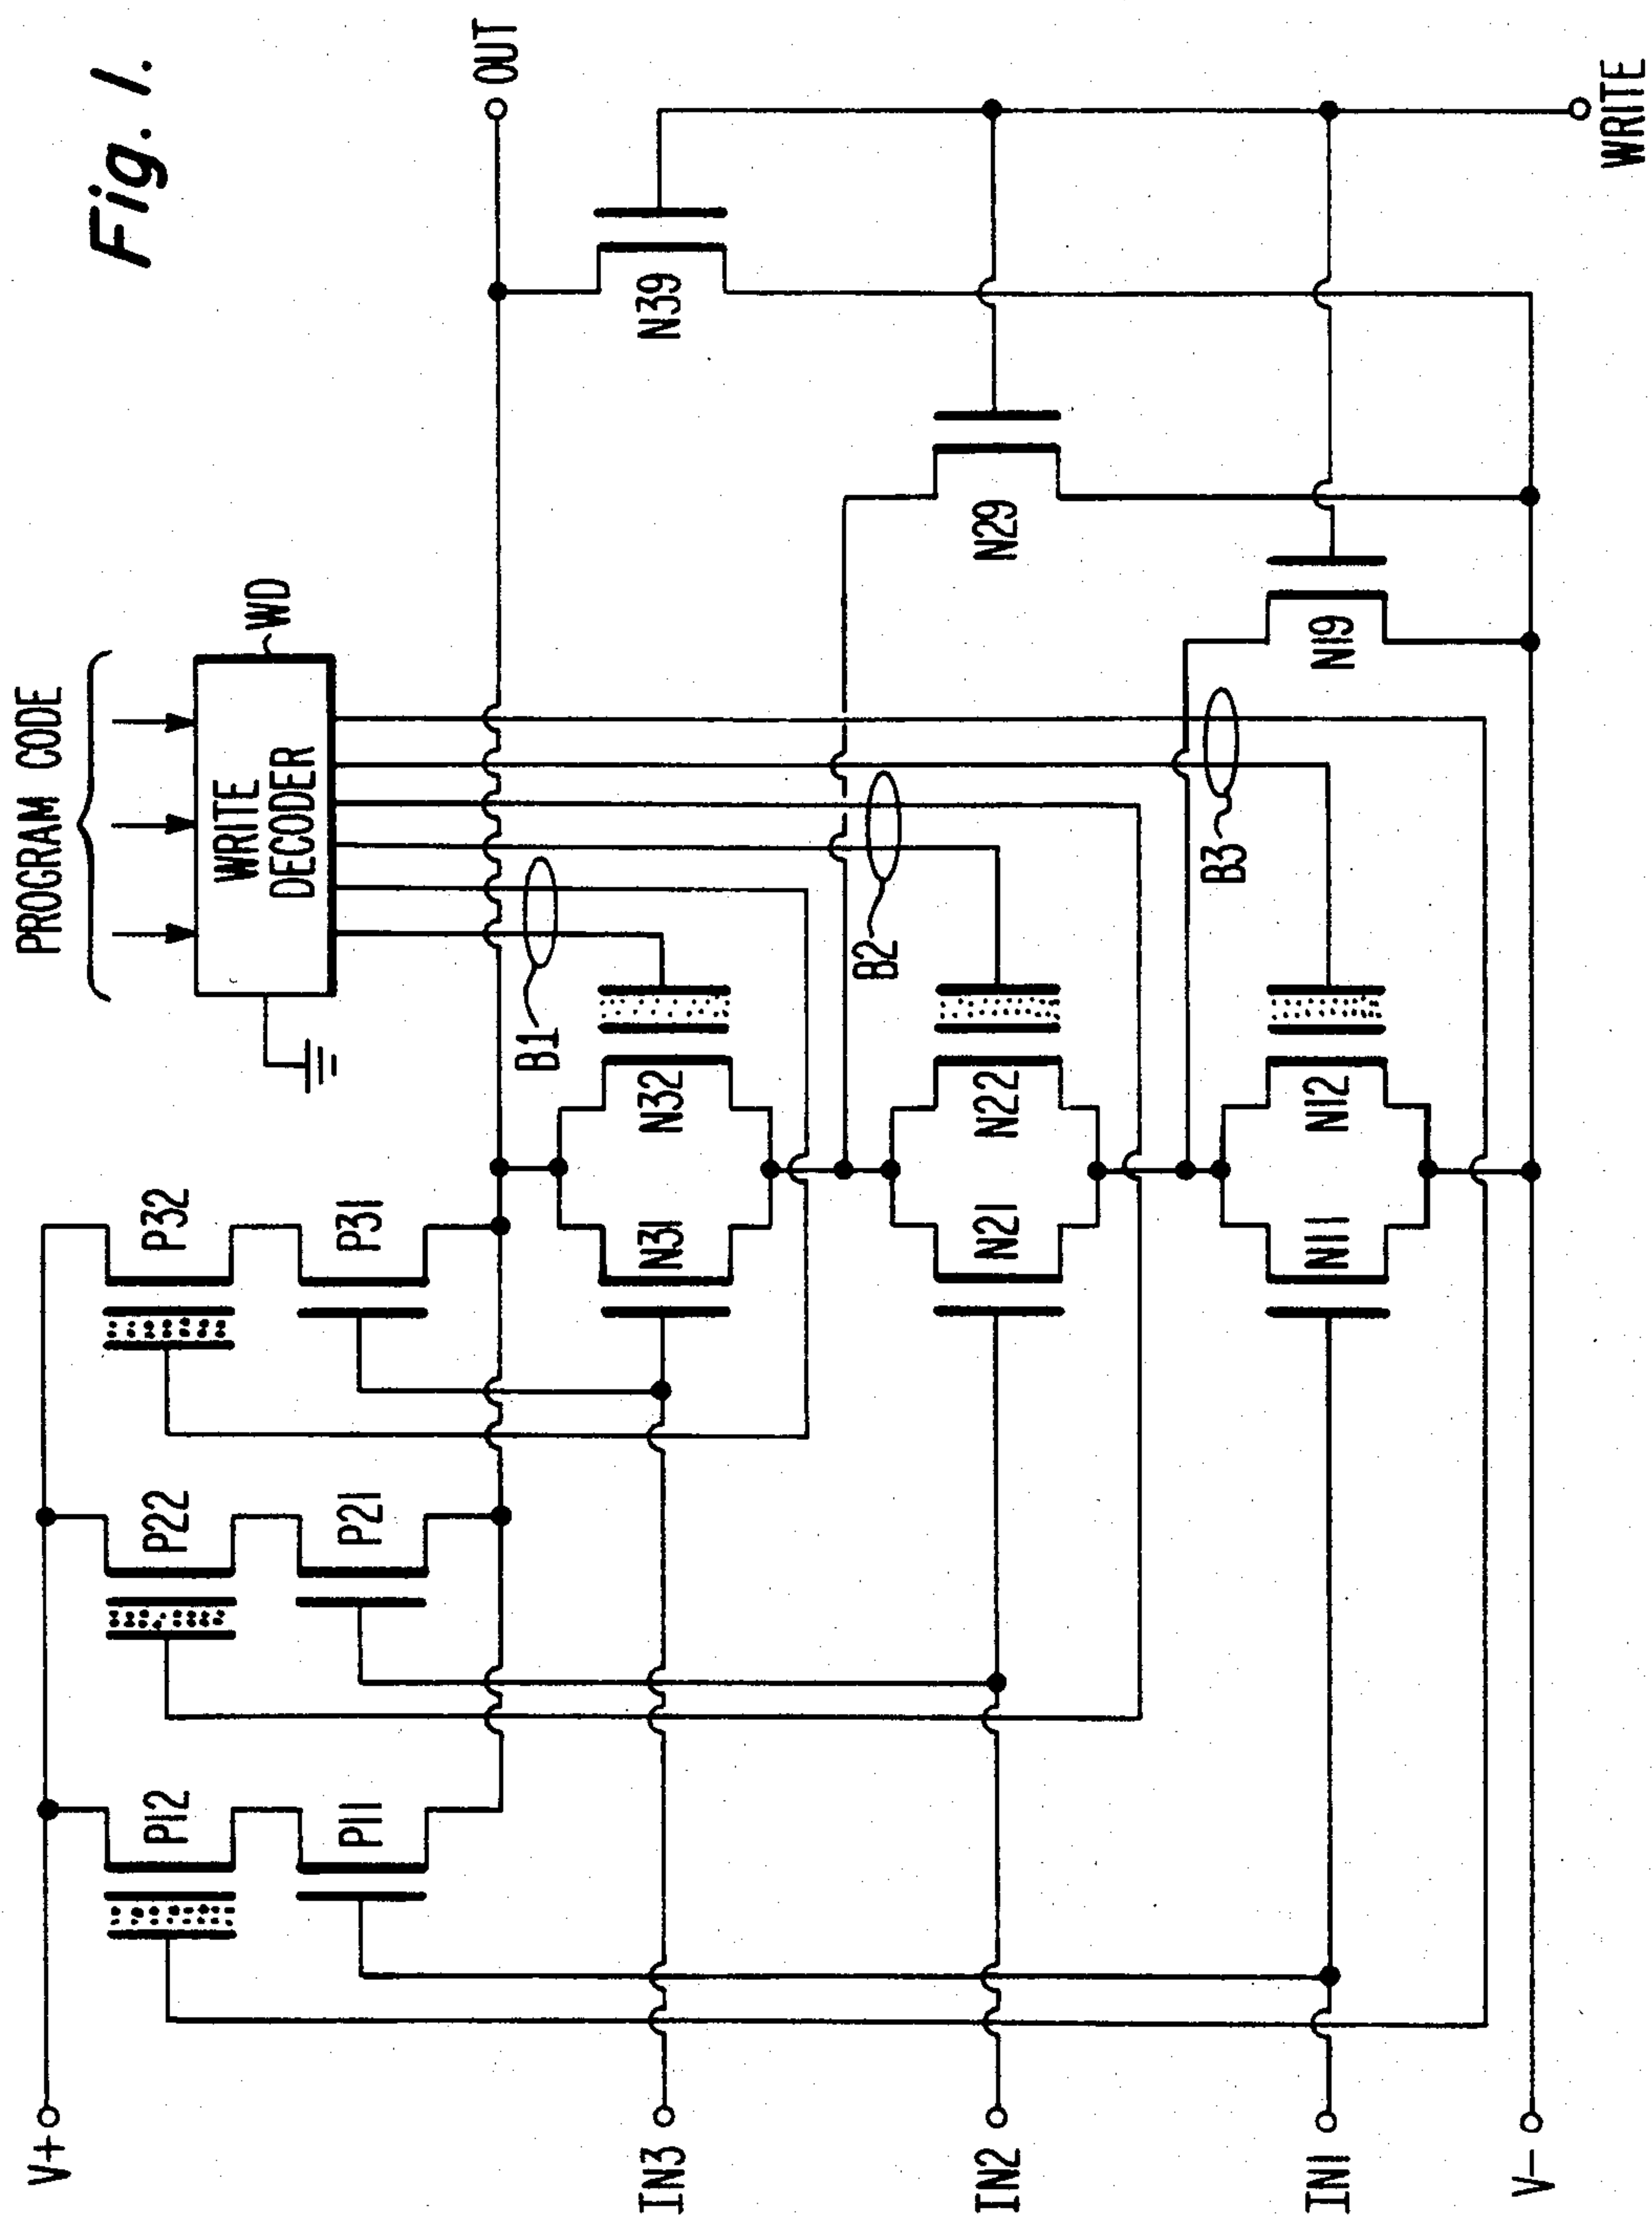 Fig. 1.
PROGRAM CODE
WRITE
DECODER
WD
OUT
V+
P12
P22
P32
P11
P21
P31
B1
N31
N32
N39
IN3
B2
N21
N22
N29
IN2
B3
N11
N12
N19
IN1
V−
WRITE